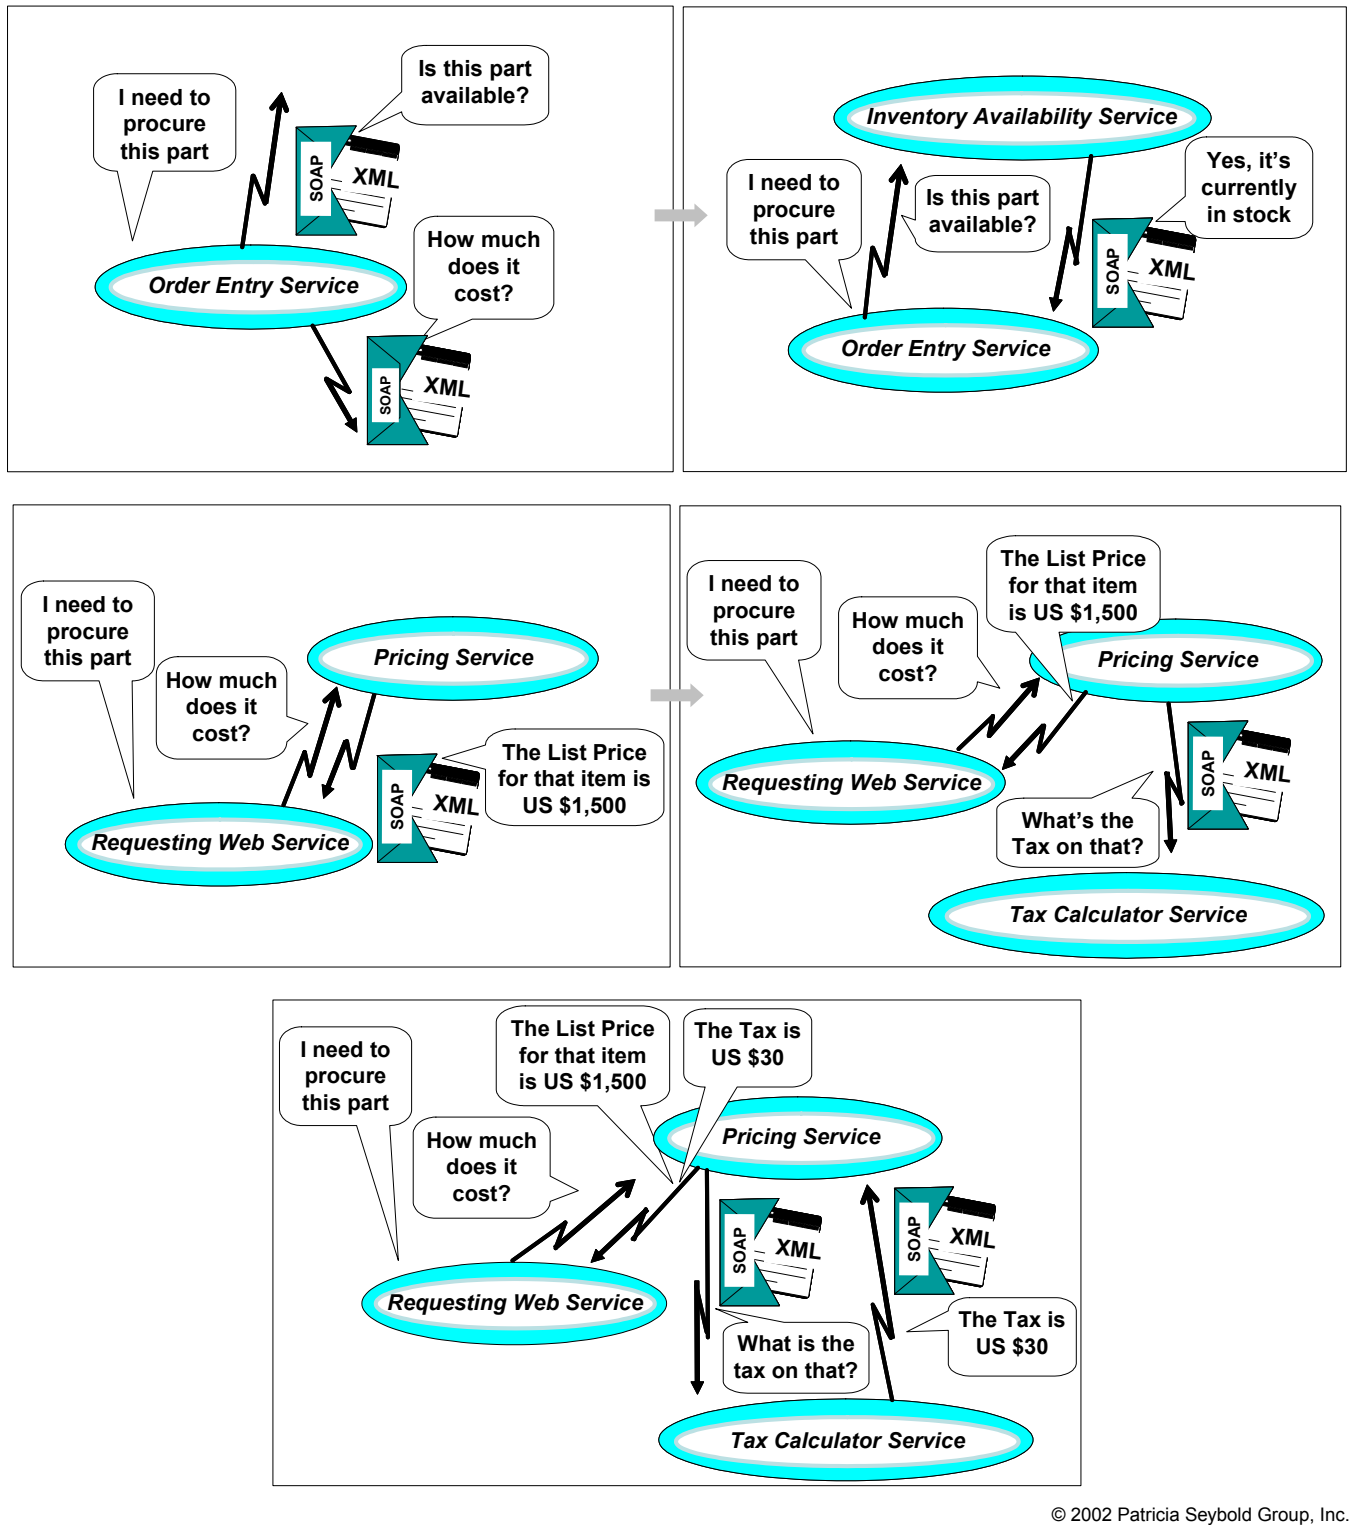 I need to
procure
this part
Is this part
available?
SOAP
XML
How much
does it
cost?
Order Entry Service
SOAP
XML
Inventory Availability Service
I need to
procure
this part
Is this part
available?
Yes, it's
currently
in stock
SOAP
XML
Order Entry Service
I need to
procure
this part
How much
does it
cost?
Pricing Service
The List Price
for that item is
US $1,500
SOAP
XML
Requesting Web Service
I need to
procure
this part
How much
does it
cost?
The List Price
for that item
is US $1,500
Pricing Service
Requesting Web Service
SOAP
XML
What's the
Tax on that?
Tax Calculator Service
I need to
procure
this part
The List Price
for that item
is US $1,500
The Tax is
US $30
How much
does it
cost?
Pricing Service
SOAP
XML
SOAP
XML
Requesting Web Service
What is the
tax on that?
The Tax is
US $30
Tax Calculator Service
© 2002 Patricia Seybold Group, Inc.